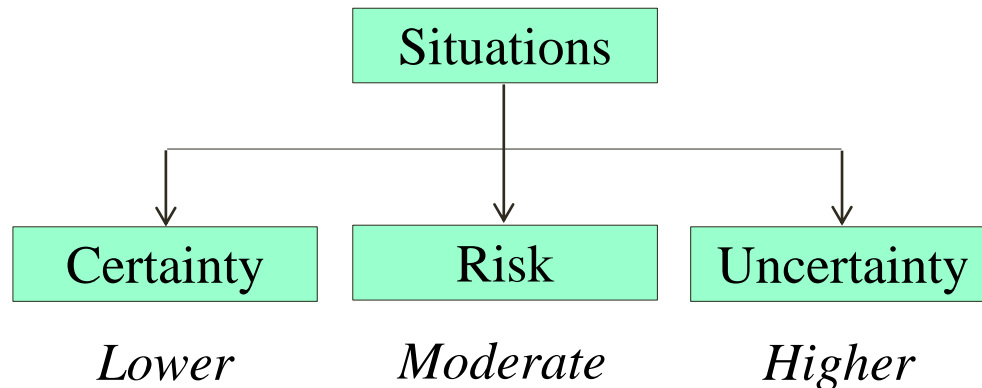 Situations
Certainty
Risk
Uncertainty
Lower
Moderate
Higher